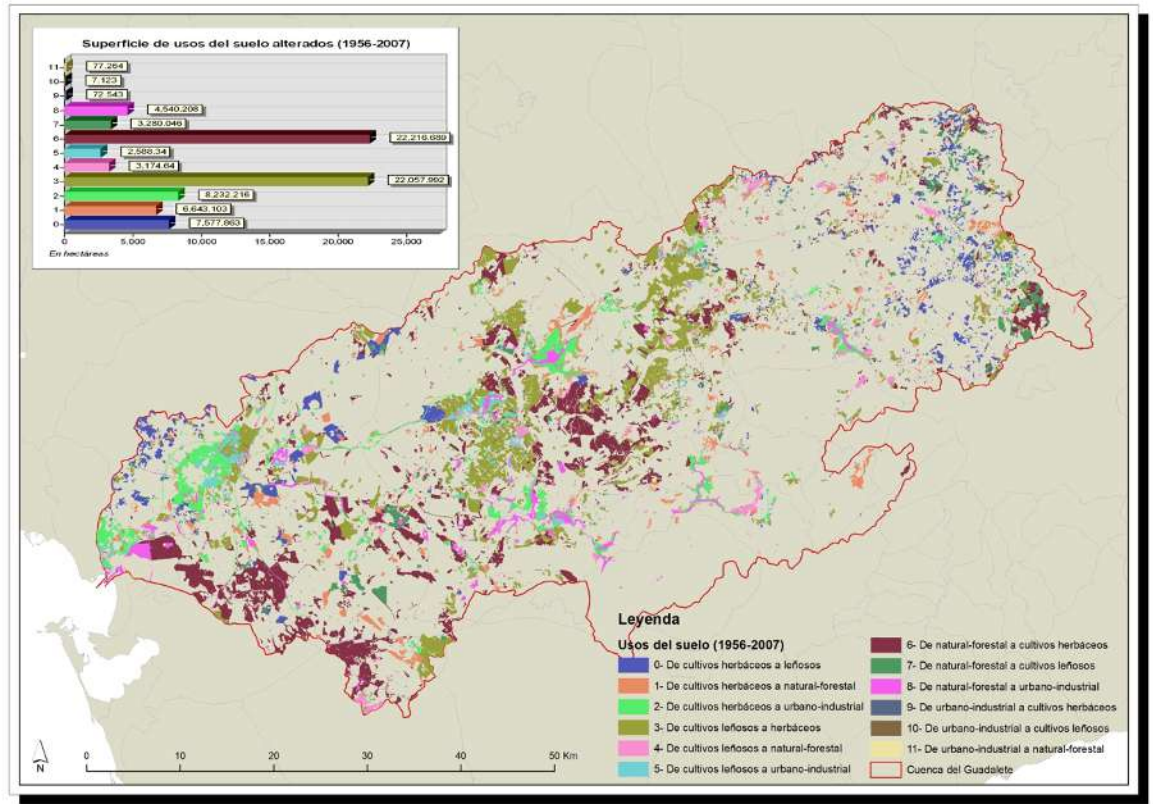 Superficie de usos del suelo alterados (1956-2007)
11 77.264
10 7.123
9 72.543
8 4,540.208
7 3,280.046
6 22,216.689
5 2,588.34
4 3,174.64
3 22,057.992
2 8,232.216
1 6,643.103
0 7,577.863
0 5,000 10,000 15,000 20,000 25,000
En hectáreas
Leyenda
Usos del suelo (1956-2007)
0- De cultivos herbáceos a leñosos
1- De cultivos herbáceos a natural-forestal
2- De cultivos herbáceos a urbano-industrial
3- De cultivos leñosos a herbáceos
4- De cultivos leñosos a natural-forestal
5- De cultivos leñosos a urbano-industrial
6- De natural-forestal a cultivos herbáceos
7- De natural-forestal a cultivos leñosos
8- De natural-forestal a urbano-industrial
9- De urbano-industrial a cultivos herbáceos
10- De urbano-industrial a cultivos leñosos
11- De urbano-industrial a natural-forestal
Cuenca del Guadalete
N
0 10 20 30 40 50 Km